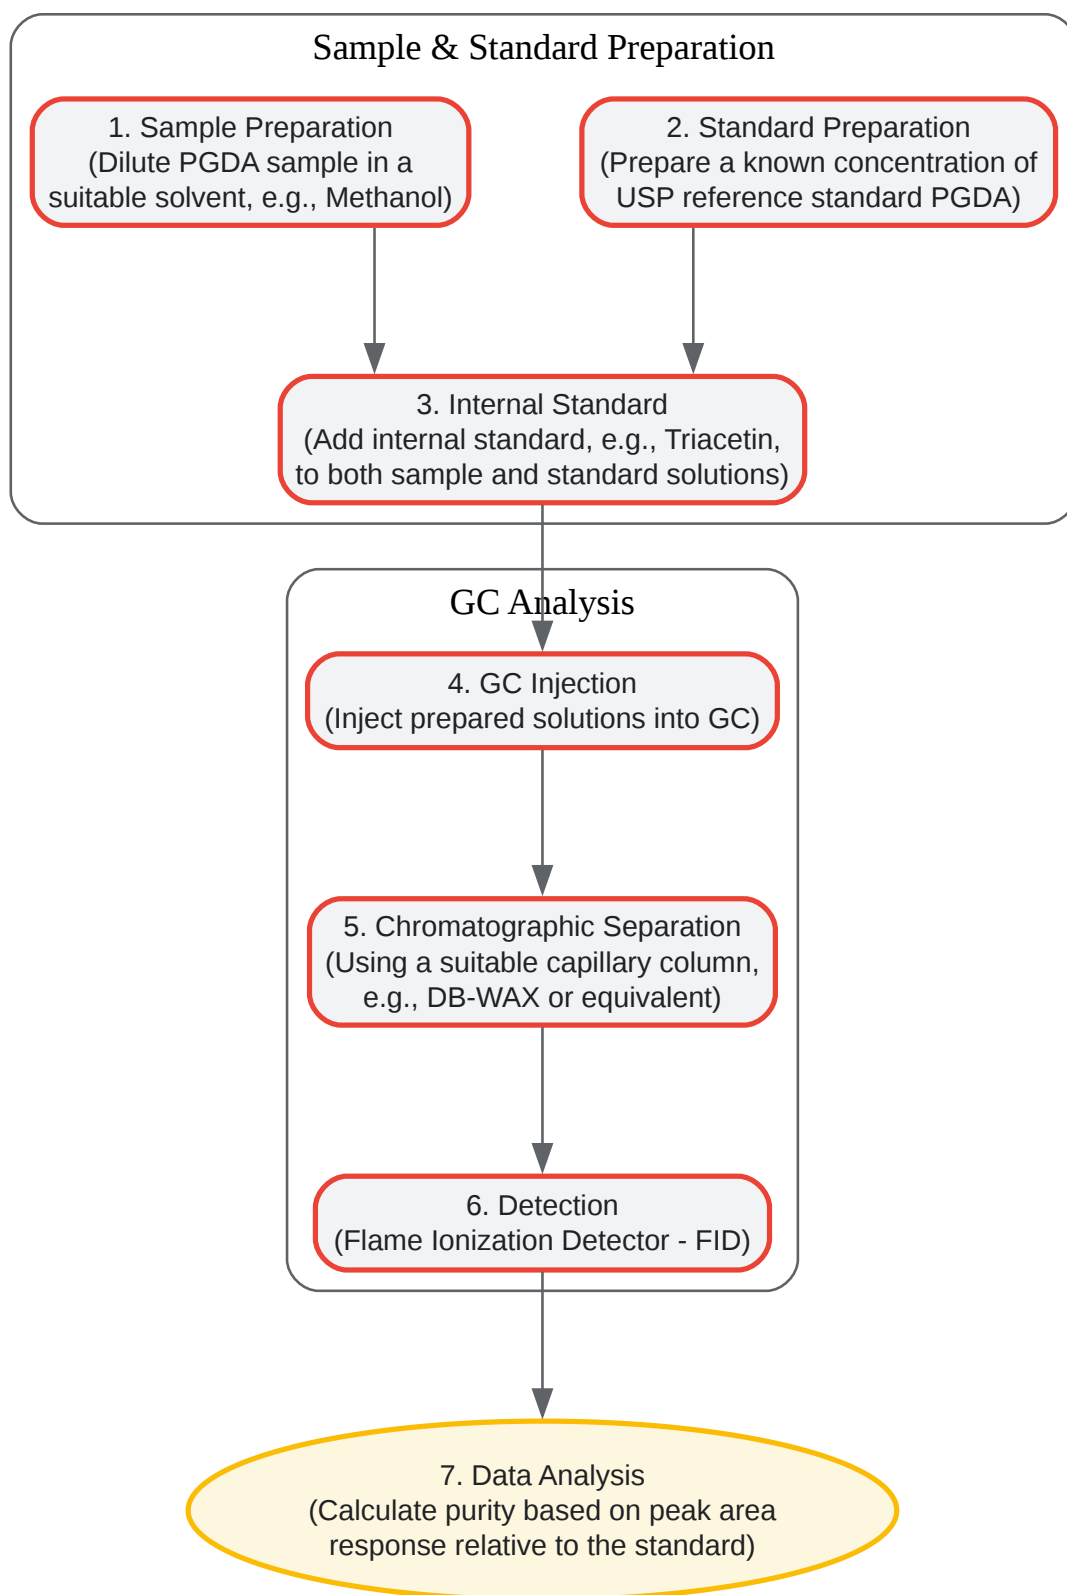 Sample & Standard Preparation
1. Sample Preparation
(Dilute PGDA sample in a
suitable solvent, e.g., Methanol)
2. Standard Preparation
(Prepare a known concentration of
USP reference standard PGDA)
3. Internal Standard
(Add internal standard, e.g., Triacetin,
to both sample and standard solutions)
GC Analysis
4. GC Injection
(Inject prepared solutions into GC)
5. Chromatographic Separation
(Using a suitable capillary column,
e.g., DB-WAX or equivalent)
6. Detection
(Flame Ionization Detector - FID)
7. Data Analysis
(Calculate purity based on peak area
response relative to the standard)